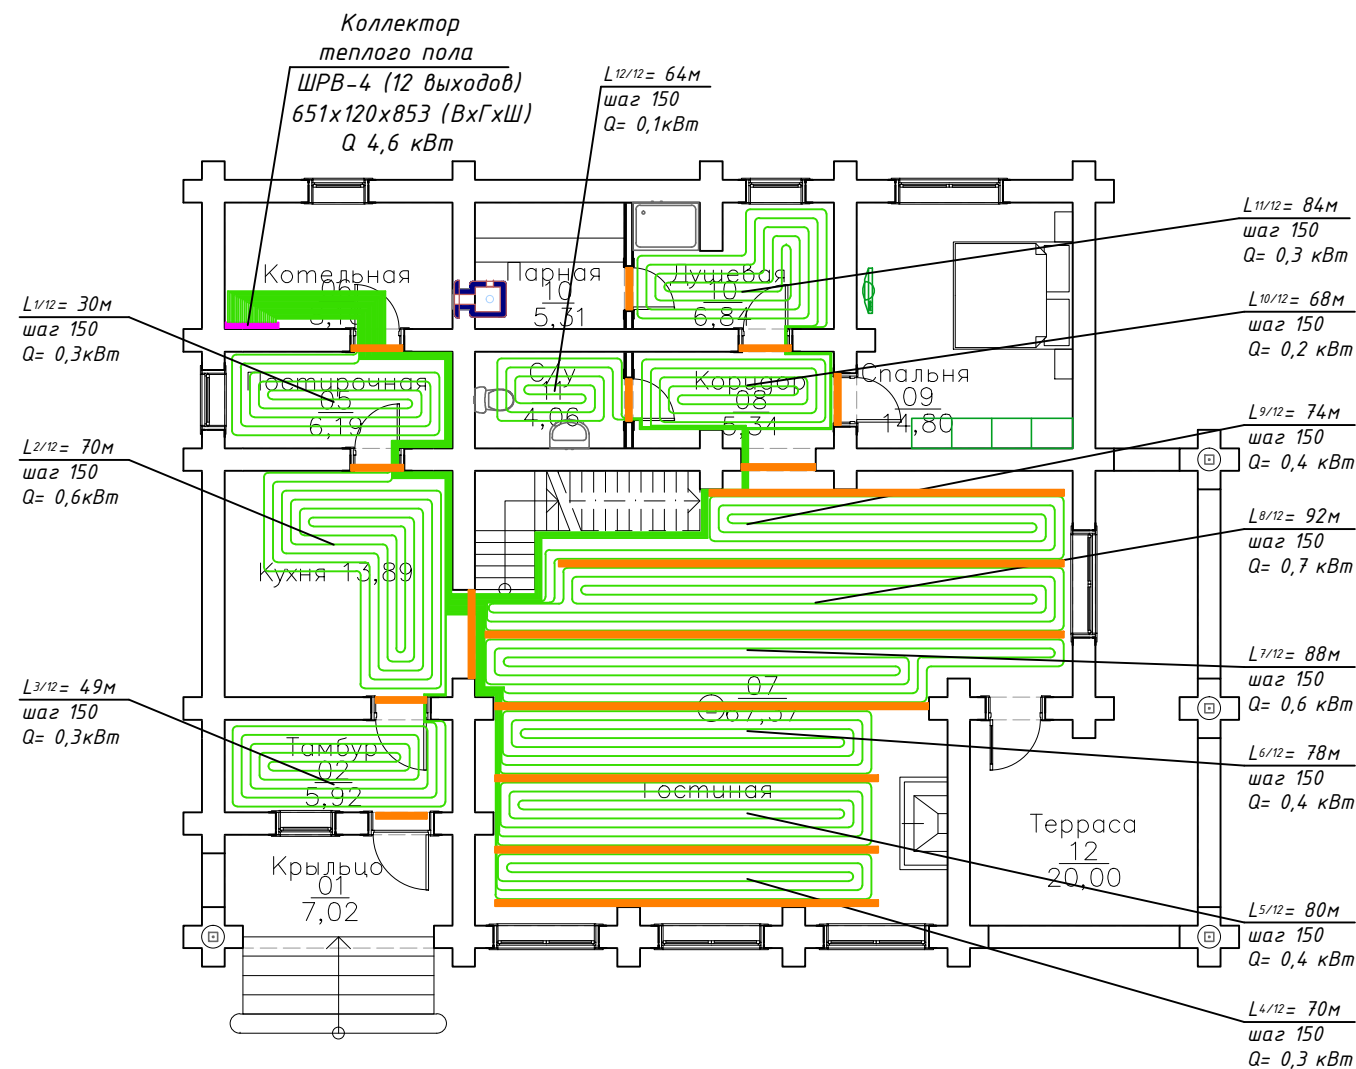 Коллектор
теплого пола
ШРВ-4 (12 выходов)
651х120х853 (ВхГхШ)
Q 4,6 кВт
L12/12= 64м
шаг 150
Q= 0,1кВт
L11/12= 84м
шаг 150
Q= 0,3 кВт
L10/12= 68м
шаг 150
Q= 0,2 кВт
L9/12= 74м
шаг 150
Q= 0,4 кВт
L8/12= 92м
шаг 150
Q= 0,7 кВт
L7/12= 88м
шаг 150
Q= 0,6 кВт
L6/12= 78м
шаг 150
Q= 0,4 кВт
L5/12= 80м
шаг 150
Q= 0,4 кВт
L4/12= 70м
шаг 150
Q= 0,3 кВт
L1/12= 30м
шаг 150
Q= 0,3кВт
L2/12= 70м
шаг 150
Q= 0,6кВт
L3/12= 49м
шаг 150
Q= 0,3кВт
Котельная
06
Парная
10
5,31
Душевая
10
6,84
Постирочная
05
6,19
С/у
11
4,06
Коридор
08
5,34
Спальня
09
14,80
Кухня 13,89
07
67,57
Гостиная
Тамбур
02
5,92
Крыльцо
01
7,02
Терраса
12
20,00